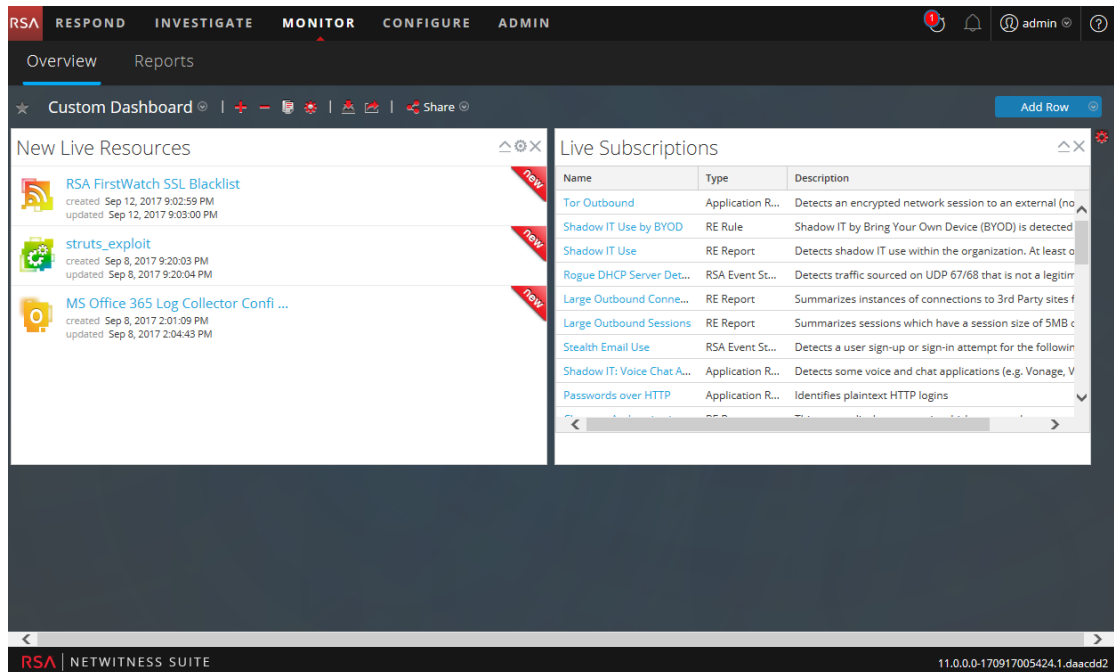 RSA RESPOND INVESTIGATE MONITOR CONFIGURE ADMIN 1 admin ?
Overview Reports
Custom Dashboard Share Add Row
New Live Resources
RSA FirstWatch SSL Blacklist
created Sep 12, 2017 9:02:59 PM
updated Sep 12, 2017 9:03:00 PM
new
struts_exploit
created Sep 8, 2017 9:20:03 PM
updated Sep 8, 2017 9:20:04 PM
new
MS Office 365 Log Collector Confi ...
created Sep 8, 2017 2:01:09 PM
updated Sep 8, 2017 2:04:43 PM
new
Live Subscriptions
Name Type Description
Tor Outbound Application R... Detects an encrypted network session to an external (no
Shadow IT Use by BYOD RE Rule Shadow IT by Bring Your Own Device (BYOD) is detected
Shadow IT Use RE Report Detects shadow IT use within the organization. At least o
Rogue DHCP Server Det... RSA Event St... Detects traffic sourced on UDP 67/68 that is not a legitim
Large Outbound Conne... RE Report Summarizes instances of connections to 3rd Party sites f
Large Outbound Sessions RE Report Summarizes sessions which have a session size of 5MB o
Stealth Email Use RSA Event St... Detects a user sign-up or sign-in attempt for the followin
Shadow IT: Voice Chat A... Application R... Detects some voice and chat applications (e.g. Vonage, V
Passwords over HTTP Application R... Identifies plaintext HTTP logins
RSA NETWITNESS SUITE 11.0.0.0-170917005424.1.daacdd2